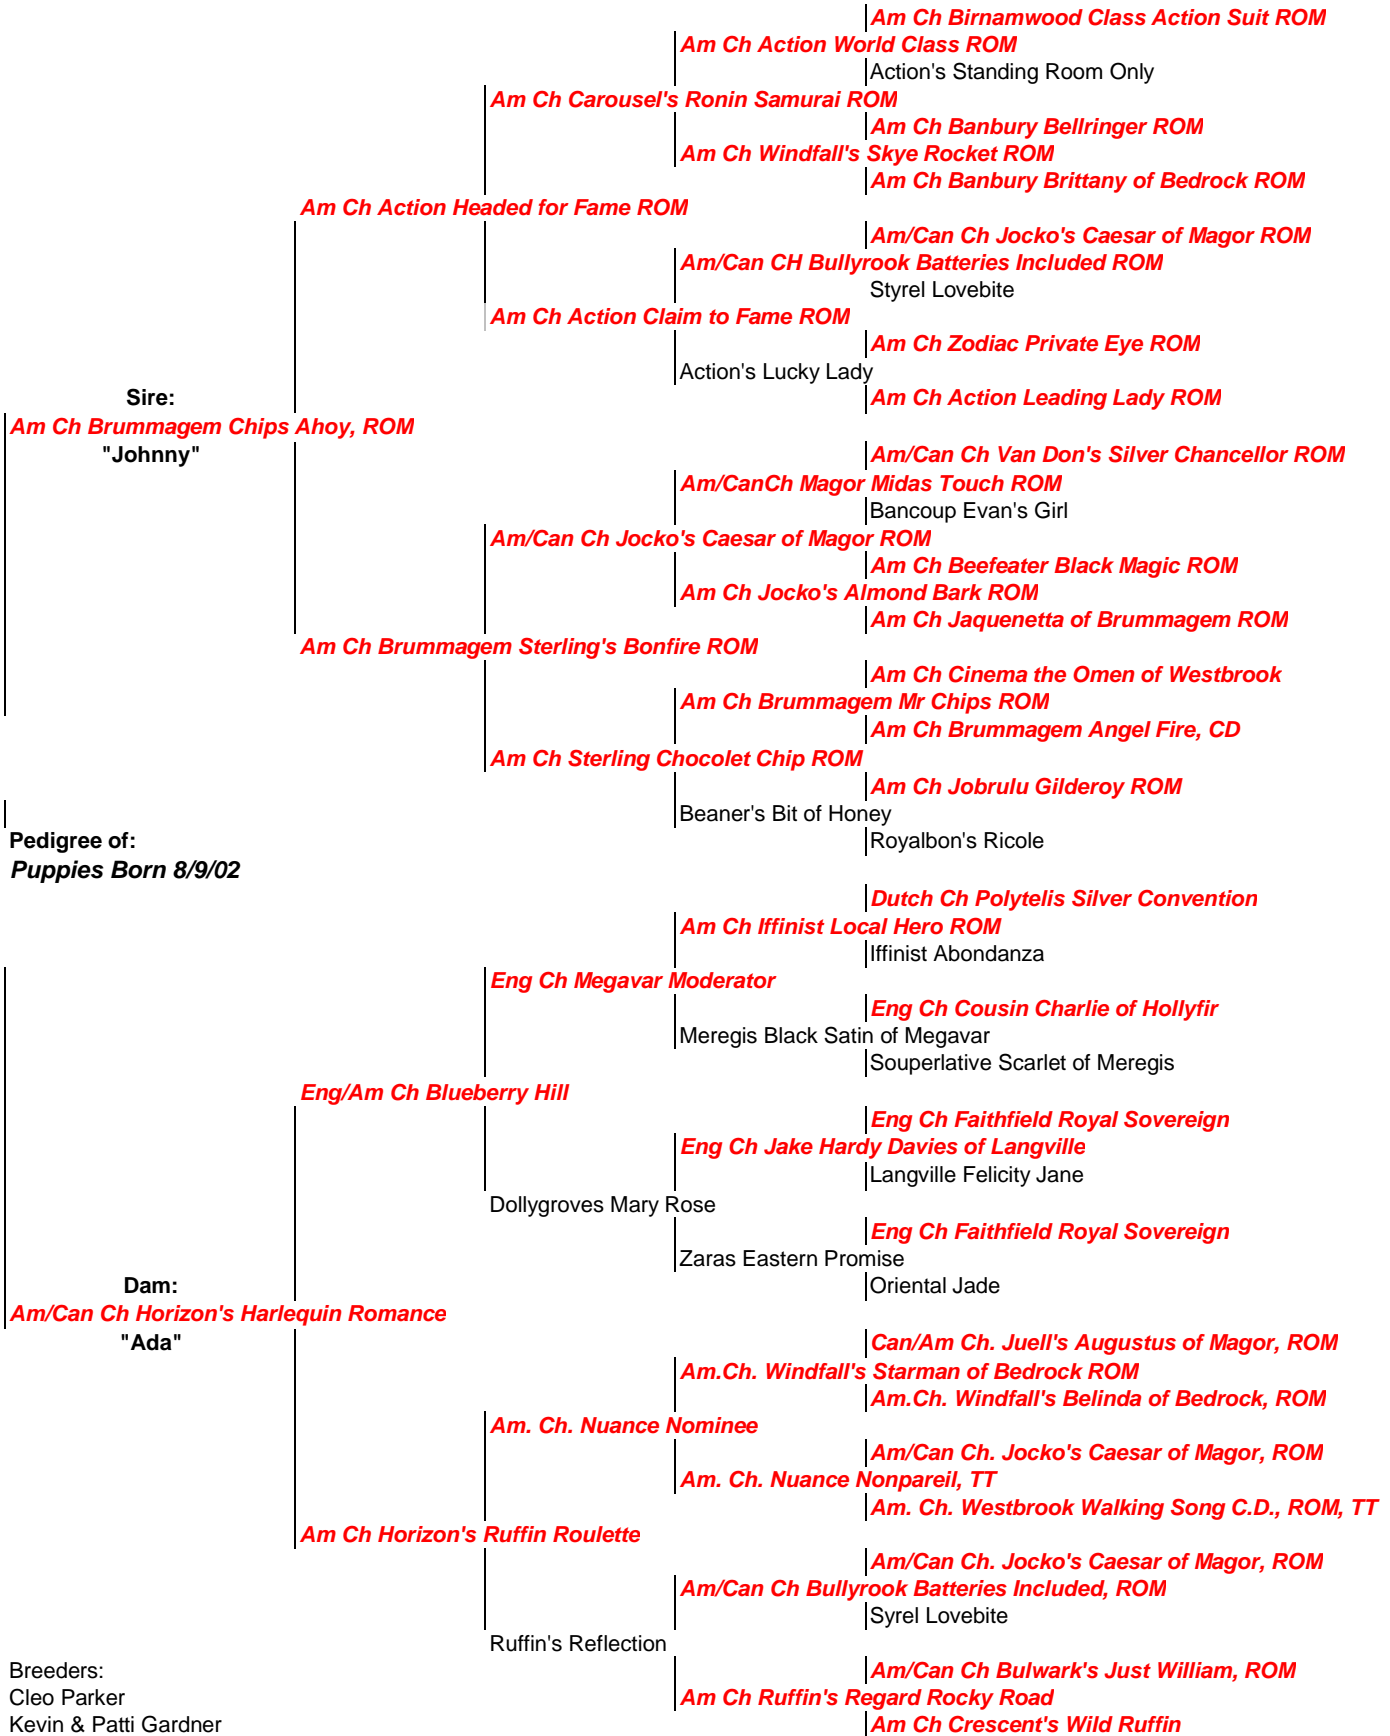 Am Ch Birnamwood Class Action Suit ROM
Am Ch Action World Class ROM
Action's Standing Room Only
Am Ch Carousel's Ronin Samurai ROM
Am Ch Banbury Bellringer ROM
Am Ch Windfall's Skye Rocket ROM
Am Ch Banbury Brittany of Bedrock ROM
Am Ch Action Headed for Fame ROM
Am/Can Ch Jocko's Caesar of Magor ROM
Am/Can CH Bullyrook Batteries Included ROM
Styrel Lovebite
Am Ch Action Claim to Fame ROM
Am Ch Zodiac Private Eye ROM
Action's Lucky Lady
Sire:
Am Ch Action Leading Lady ROM
Am Ch Brummagem Chips Ahoy, ROM
"Johnny"
Am/Can Ch Van Don's Silver Chancellor ROM
Am/CanCh Magor Midas Touch ROM
Bancoup Evan's Girl
Am/Can Ch Jocko's Caesar of Magor ROM
Am Ch Beefeater Black Magic ROM
Am Ch Jocko's Almond Bark ROM
Am Ch Jaquenetta of Brummagem ROM
Am Ch Brummagem Sterling's Bonfire ROM
Am Ch Cinema the Omen of Westbrook
Am Ch Brummagem Mr Chips ROM
Am Ch Brummagem Angel Fire, CD
Am Ch Sterling Chocolet Chip ROM
Am Ch Jobrulu Gilderoy ROM
Beaner's Bit of Honey
Pedigree of:
Royalbon's Ricole
Puppies Born 8/9/02
Dutch Ch Polytelis Silver Convention
Am Ch Iffinist Local Hero ROM
Iffinist Abondanza
Eng Ch Megavar Moderator
Eng Ch Cousin Charlie of Hollyfir
Meregis Black Satin of Megavar
Souperlative Scarlet of Meregis
Eng/Am Ch Blueberry Hill
Eng Ch Faithfield Royal Sovereign
Eng Ch Jake Hardy Davies of Langville
Langville Felicity Jane
Dollygroves Mary Rose
Eng Ch Faithfield Royal Sovereign
Zaras Eastern Promise
Dam:
Oriental Jade
Am/Can Ch Horizon's Harlequin Romance
"Ada"
Can/Am Ch. Juell's Augustus of Magor, ROM
Am.Ch. Windfall's Starman of Bedrock ROM
Am.Ch. Windfall's Belinda of Bedrock, ROM
Am. Ch. Nuance Nominee
Am/Can Ch. Jocko's Caesar of Magor, ROM
Am. Ch. Nuance Nonpareil, TT
Am. Ch. Westbrook Walking Song C.D., ROM, TT
Am Ch Horizon's Ruffin Roulette
Am/Can Ch. Jocko's Caesar of Magor, ROM
Am/Can Ch Bullyrook Batteries Included, ROM
Syrel Lovebite
Ruffin's Reflection
Breeders:
Am/Can Ch Bulwark's Just William, ROM
Cleo Parker
Am Ch Ruffin's Regard Rocky Road
Kevin & Patti Gardner
Am Ch Crescent's Wild Ruffin